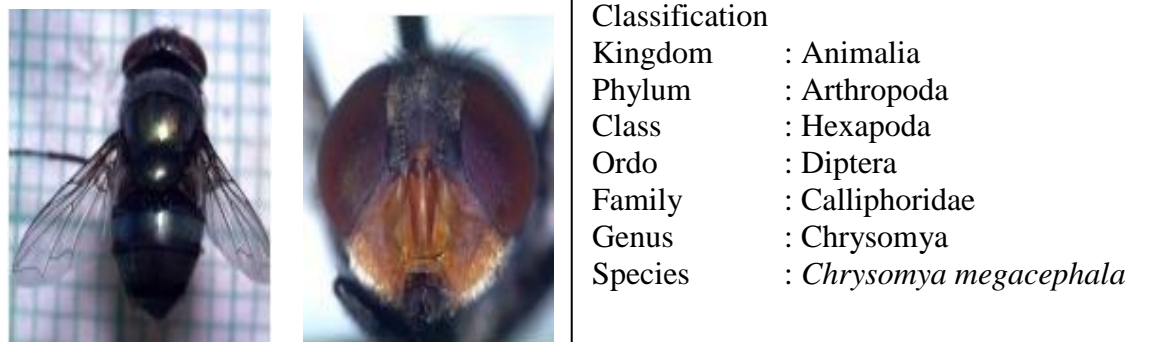 Classification
Kingdom : Animalia
Phylum : Arthropoda
Class : Hexapoda
Ordo : Diptera
Family : Calliphoridae
Genus : Chrysomya
Species : Chrysomya megacephala